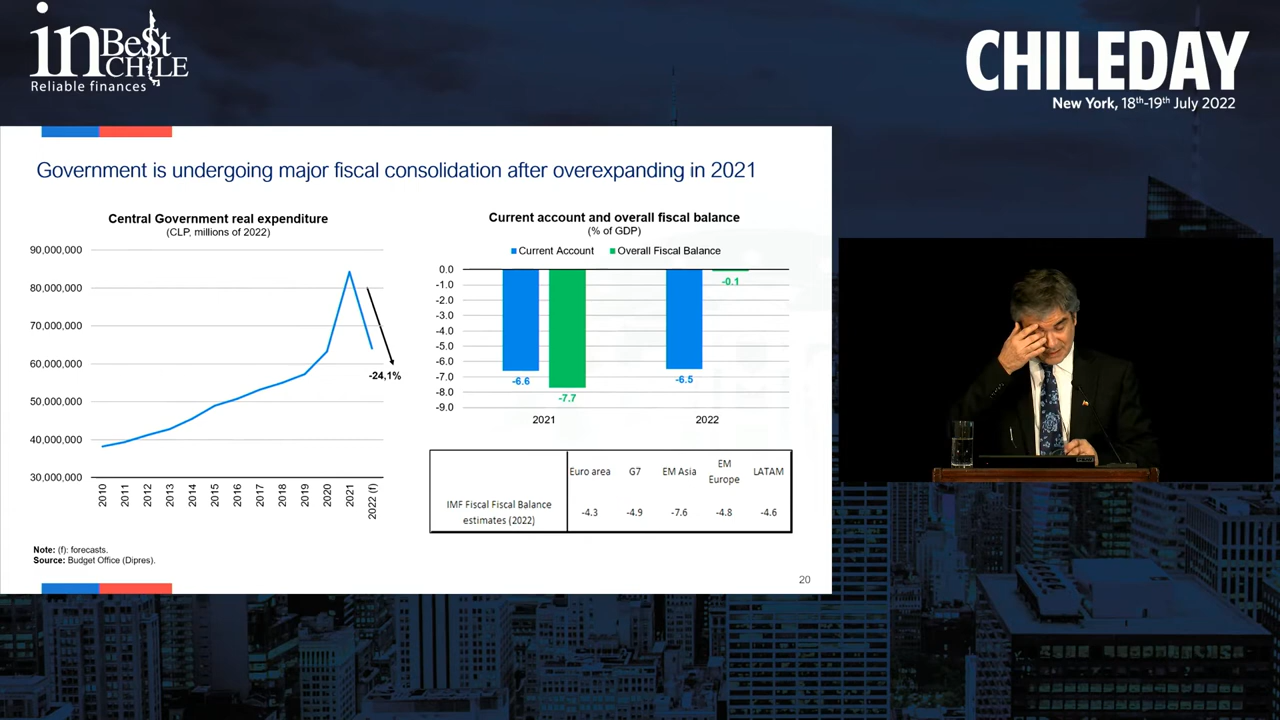 in BeSt
CHiLE
Reliable finances
CHILEDAY
New York, 18th-19th July 2022
Government is undergoing major fiscal consolidation after overexpanding in 2021
Central Government real expenditure
(CLP, millions of 2022)
90,000,000
80,000,000
70,000,000
60,000,000
50,000,000
40,000,000
30,000,000
-24,1%
2010
2011
2012
2013
2014
2015
2016
2017
2018
2019
2020
2021
2022 (f)
Note: (f): forecasts.
Source: Budget Office (Dipres).
Current account and overall fiscal balance
(% of GDP)
Current Account Overall Fiscal Balance
0.0
-1.0
-2.0
-3.0
-4.0
-5.0
-6.0
-7.0
-8.0
-9.0
-6.6
-7.7
-6.5
-0.1
2021 2022
Euro area G7 EM Asia EM Europe LATAM
IMF Fiscal Fiscal Balance
estimates (2022)
-4.3 -4.9 -7.6 -4.8 -4.6
20